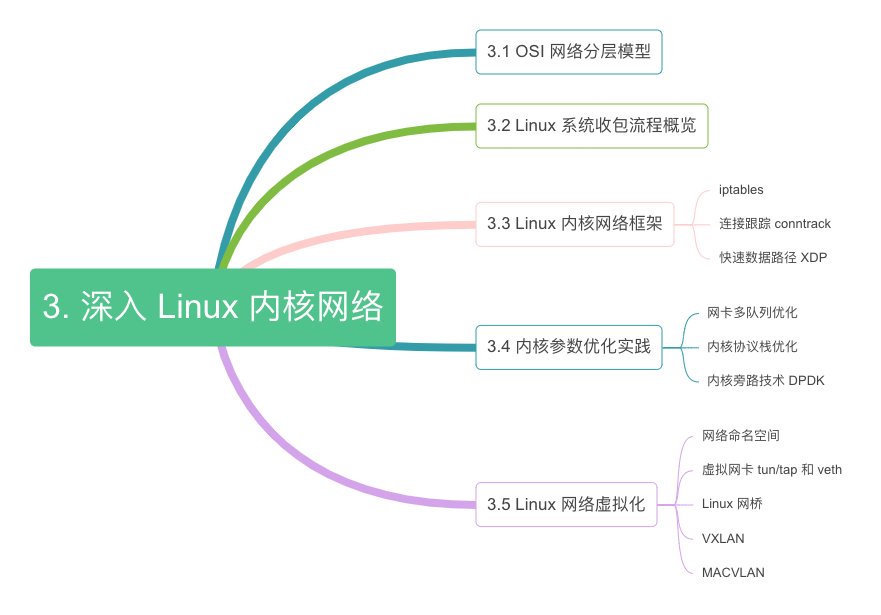 3. 深入 Linux 内核网络
3.1 OSI 网络分层模型
3.2 Linux 系统收包流程概览
3.3 Linux 内核网络框架
iptables
连接跟踪 conntrack
快速数据路径 XDP
3.4 内核参数优化实践
网卡多队列优化
内核协议栈优化
内核旁路技术 DPDK
3.5 Linux 网络虚拟化
网络命名空间
虚拟网卡 tun/tap 和 veth
Linux 网桥
VXLAN
MACVLAN